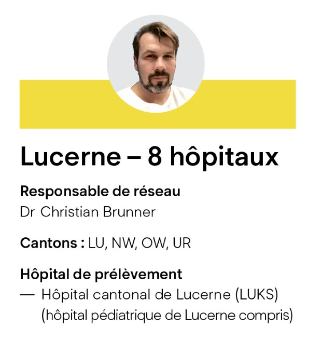 Lucerne – 8 hôpitaux
Responsable de réseau
Dr Christian Brunner
Cantons : LU, NW, OW, UR
Hôpital de prélèvement
— Hôpital cantonal de Lucerne (LUKS)
(hôpital pédiatrique de Lucerne compris)